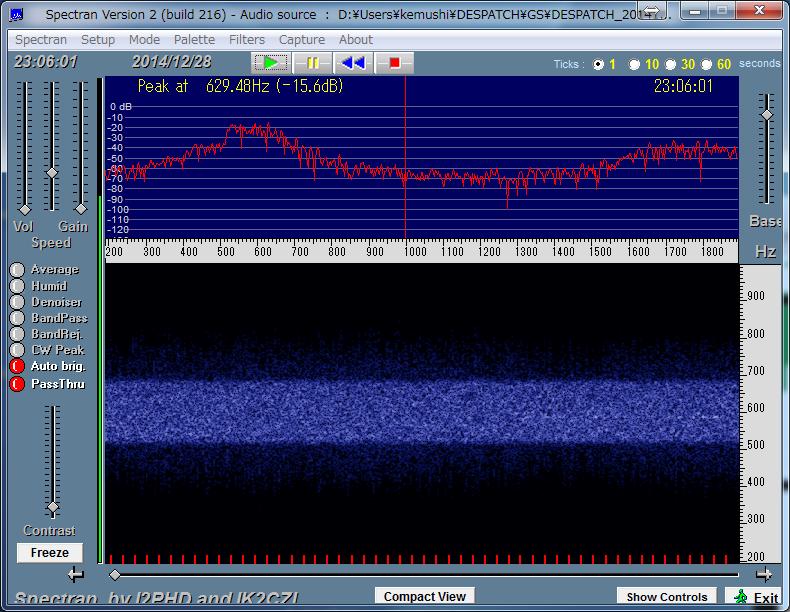 Spectran Version 2 (build 216) - Audio source : D:¥Users¥kemushi¥DESPATCH¥GS¥DESPATCH_2014
Spectran Setup Mode Palette Filters Capture About
23:06:01 2014/12/28 Ticks : 1 10 30 60 seconds
Peak at 629.48Hz (-15.6dB) 23:06:01
0 dB
-10
-20
-30
-40
-50
-60
-70
-80
-90
-100
-110
-120
Vol Gain
Speed
Base
200 300 400 500 600 700 800 900 1000 1100 1200 1300 1400 1500 1600 1700 1800 Hz
Average
Humid
Denoiser
BandPass
BandRej.
CW Peak
Auto brig.
PassThru
900
800
700
600
500
400
300
200
Contrast
Freeze
Spectran by I2PHD and IK2CZL
Compact View
Show Controls
Exit